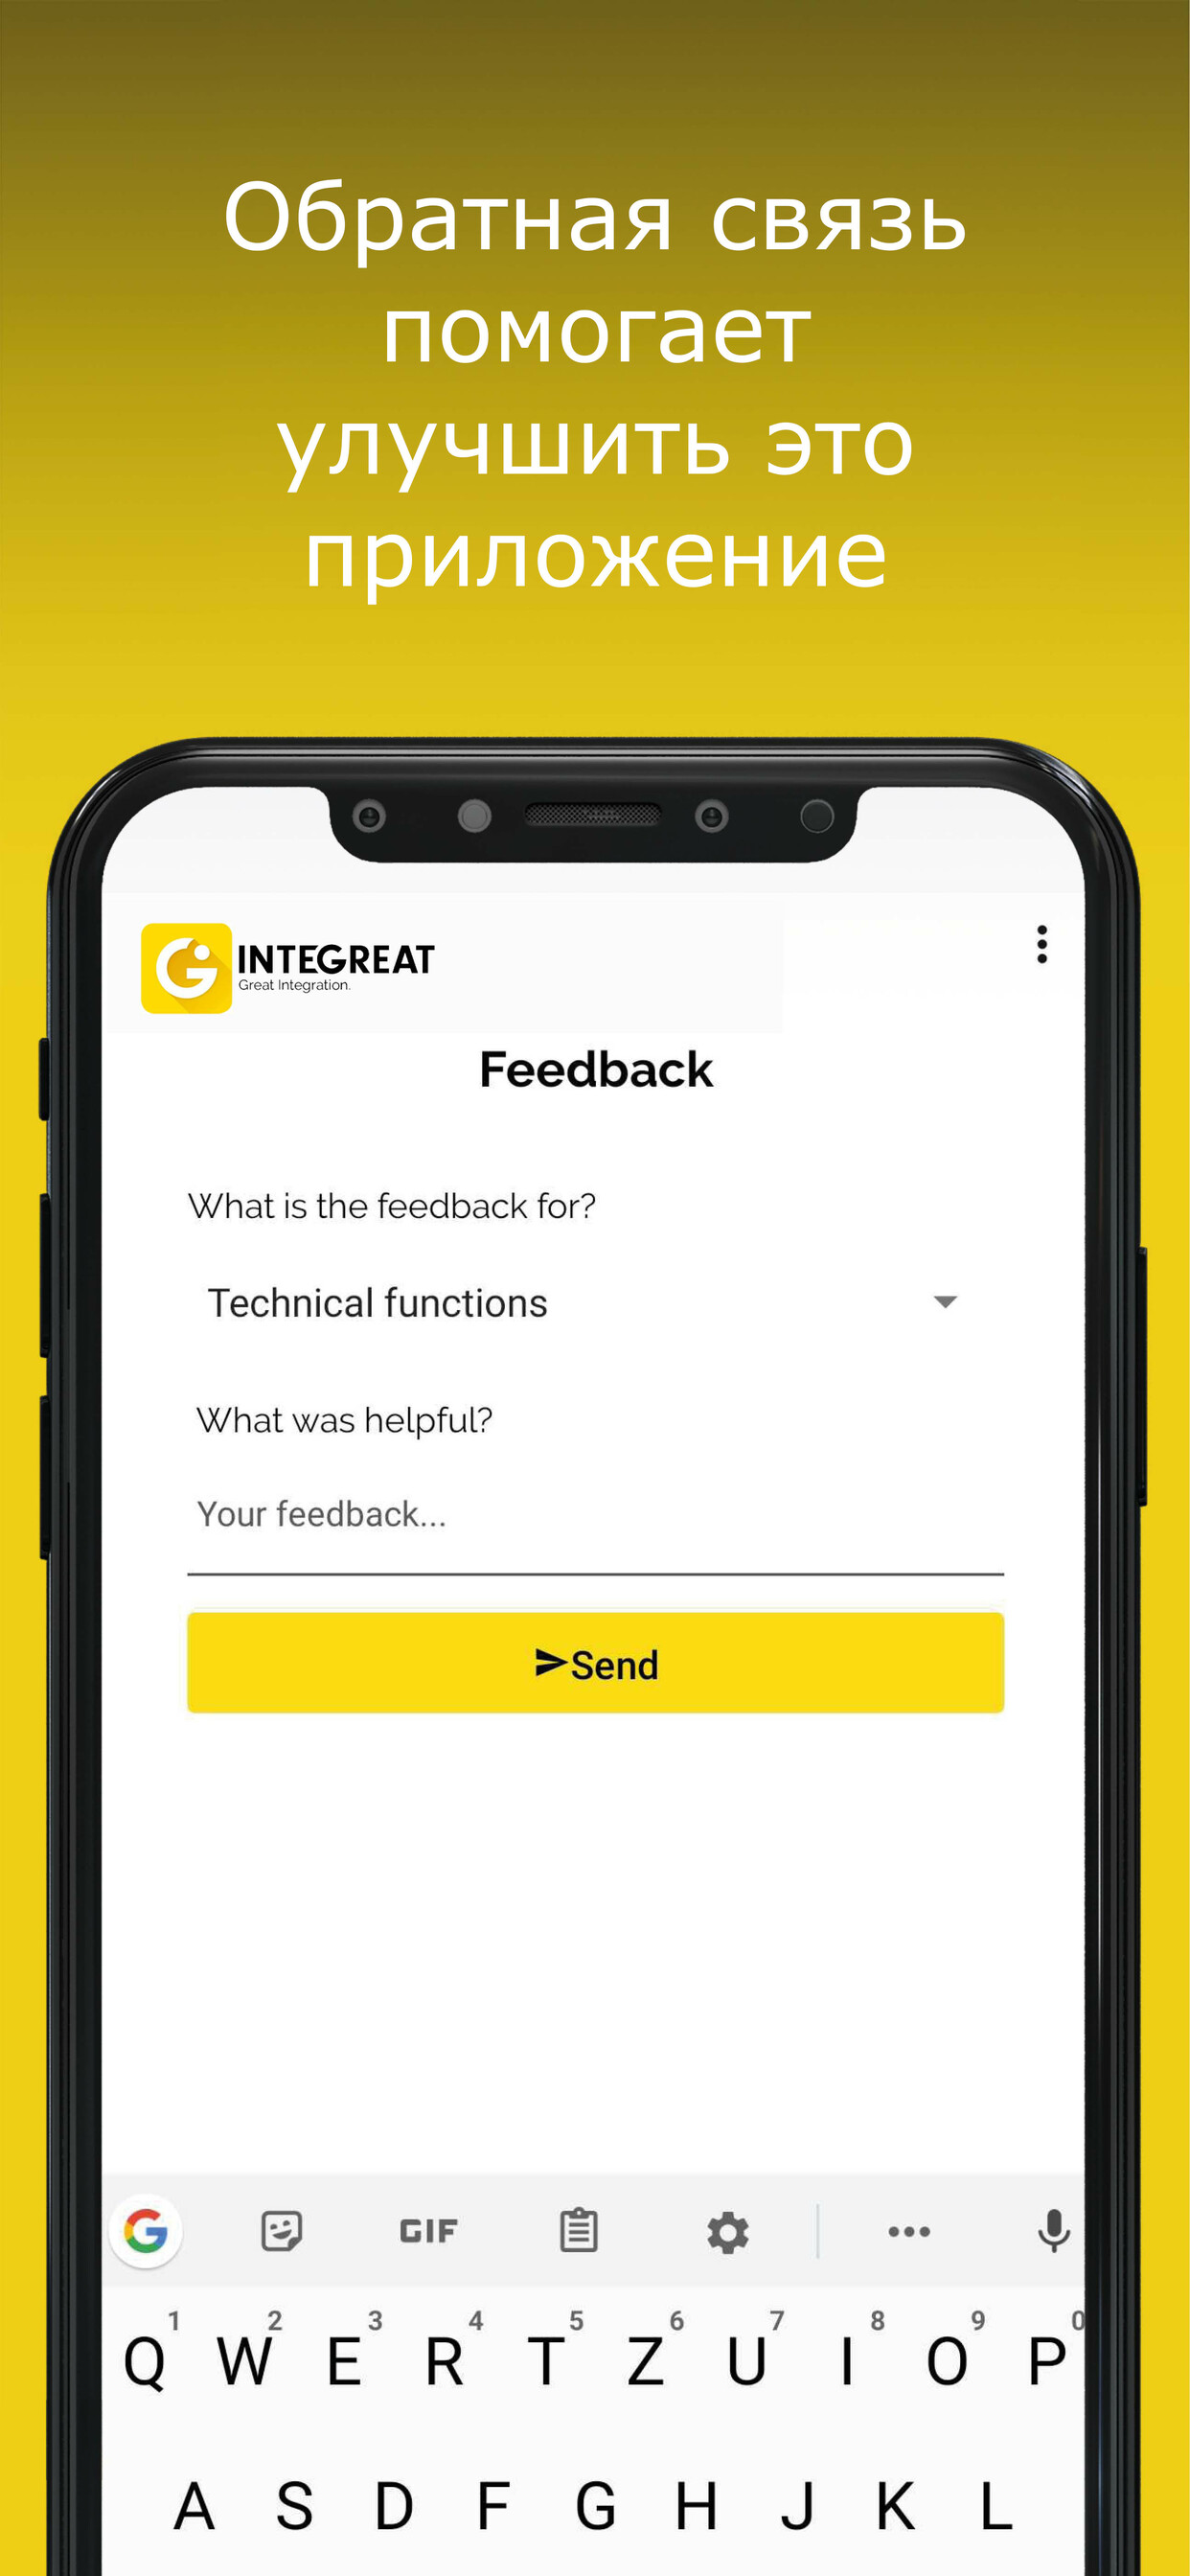 Обратная связь
помогает
улучшить это
приложение
INTEGREAT
Great Integration.
Feedback
What is the feedback for?
Technical functions
What was helpful?
Your feedback...
Send
GIF
1 2 3 4 5 6 7 8 9 0
Q W E R T Z U I O P
A S D F G H J K L